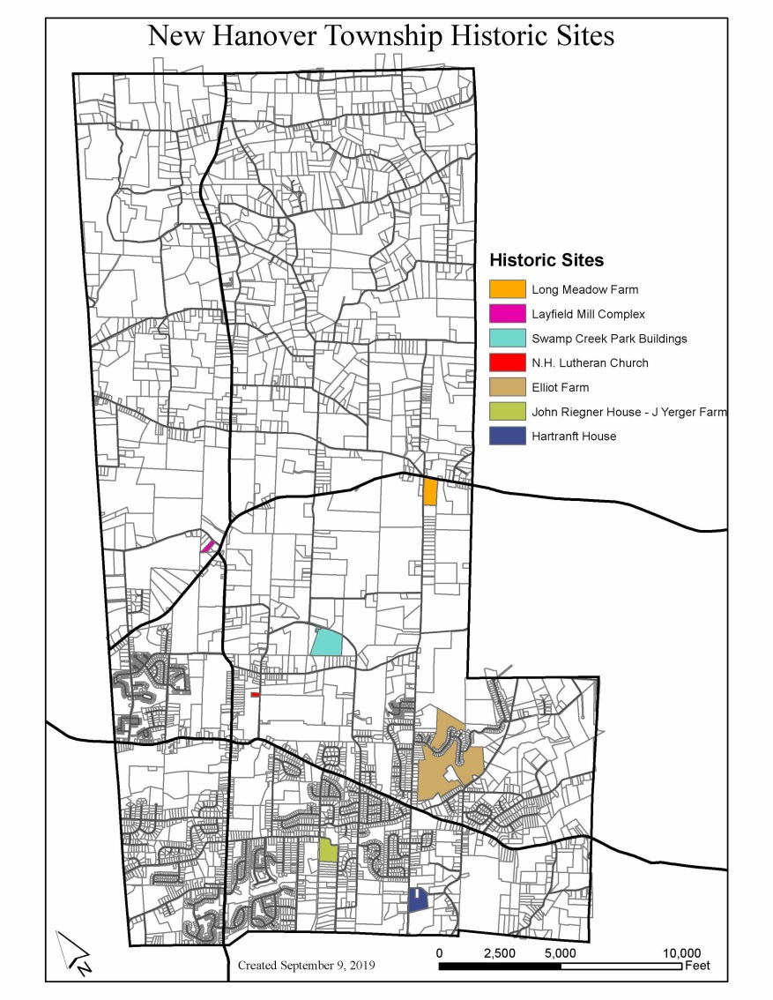 New Hanover Township Historic Sites
Historic Sites
Long Meadow Farm
Layfield Mill Complex
Swamp Creek Park Buildings
N.H. Lutheran Church
Elliot Farm
John Riegner House - J Yerger Farm
Hartranft House
N
Created September 9, 2019
0 2,500 5,000 10,000
Feet